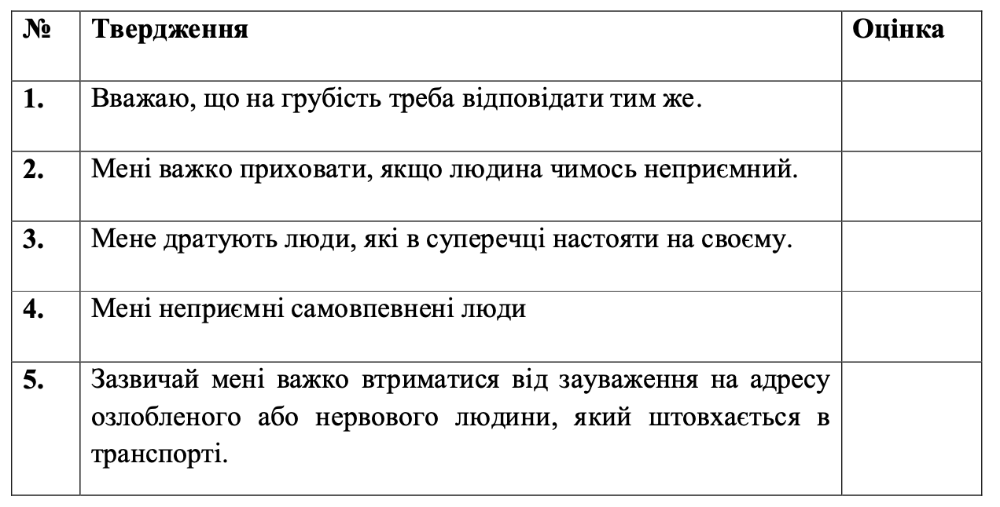 № Твердження Оцінка
1. Вважаю, що на грубість треба відповідати тим же.
2. Мені важко приховати, якщо людина чимось неприємний.
3. Мене дратують люди, які в суперечці настояти на своєму.
4. Мені неприємні самовпевнені люди
5. Зазвичай мені важко втриматися від зауваження на адресу
озлобленого або нервового людини, який штовхається в
транспорті.